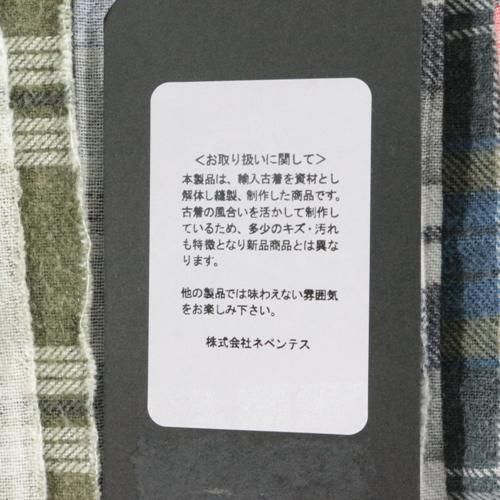 ＜お取り扱いに関して＞
本製品は、輸入古着を資材とし
解体し縫製、制作した商品です。
古着の風合いを活かして制作し
ているため、多少のキズ・汚れ
も特徴となり新品商品とは異な
ります。
他の製品では味わえない雰囲気
をお楽しみ下さい。
株式会社ネペンテス